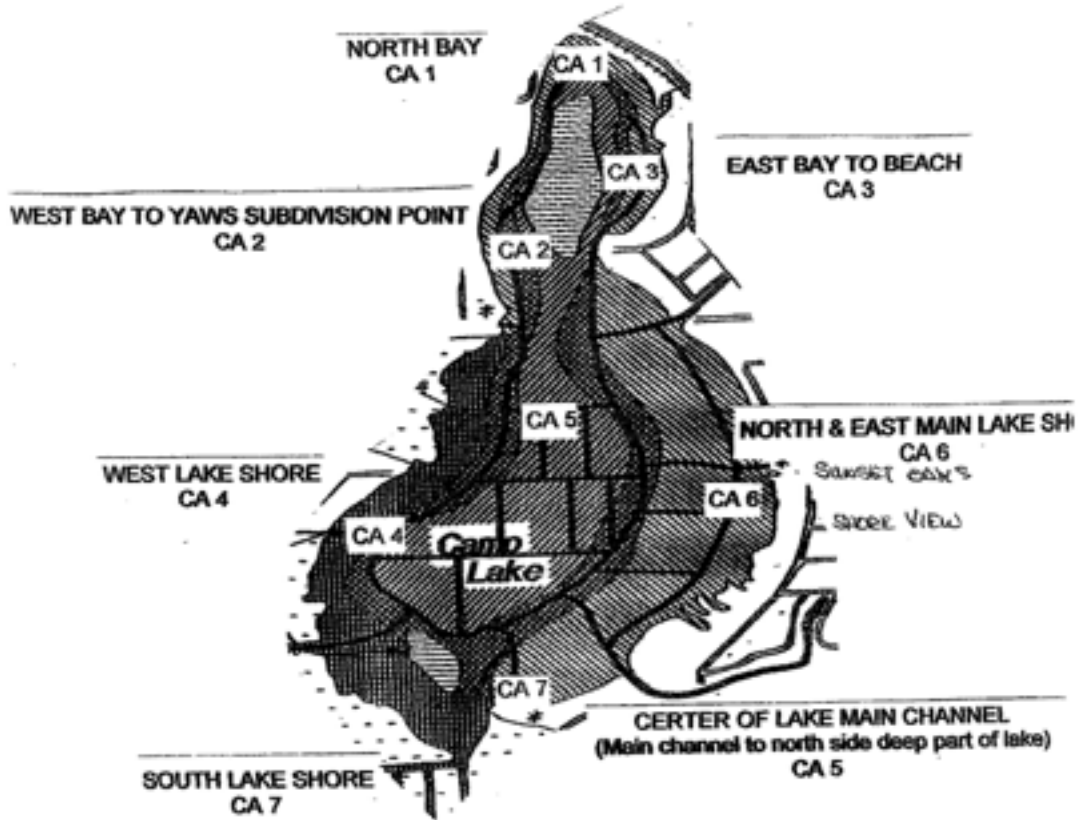 NORTH BAY
CA 1
CA 1
EAST BAY TO BEACH
CA 3
CA 3
WEST BAY TO YAWS SUBDIVISION POINT
CA 2
CA 2
CA 5
NORTH & EAST MAIN LAKE SH
CA 6
SUNSET OAKS
WEST LAKE SHORE
CA 4
CA 6
SHORE VIEW
CA 4
Camp
Lake
CA 7
CERTER OF LAKE MAIN CHANNEL
(Main channel to north side deep part of lake)
CA 5
SOUTH LAKE SHORE
CA 7